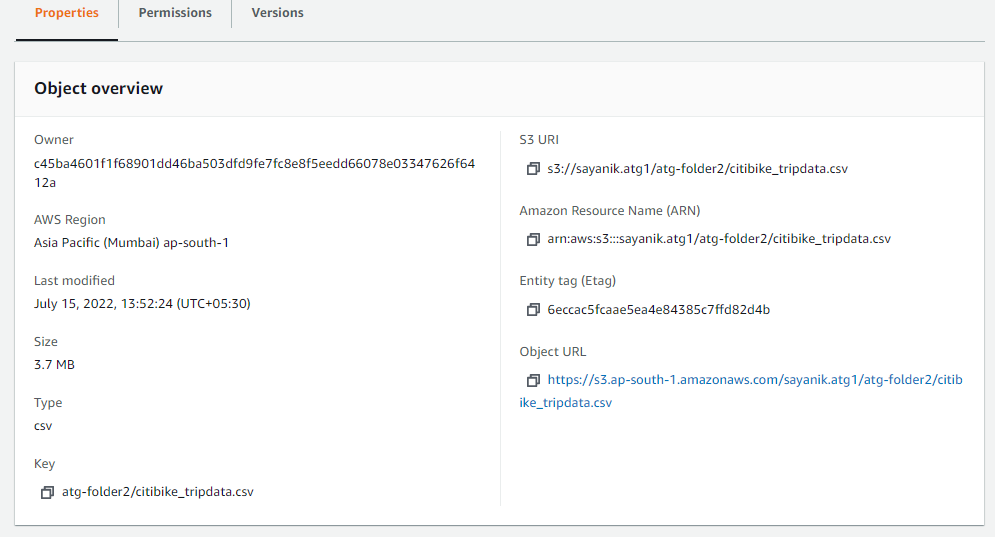 Properties
Permissions
Versions
Object overview
Owner
c45ba4601f1f68901dd46ba503dfd9fe7fc8e8f5eedd66078e03347626f64
12a
AWS Region
Asia Pacific (Mumbai) ap-south-1
Last modified
July 15, 2022, 13:52:24 (UTC+05:30)
Size
3.7 MB
Type
csv
Key
atg-folder2/citibike_tripdata.csv
S3 URI
s3://sayanik.atg1/atg-folder2/citibike_tripdata.csv
Amazon Resource Name (ARN)
arn:aws:s3:::sayanik.atg1/atg-folder2/citibike_tripdata.csv
Entity tag (Etag)
6eccac5fcaae5ea4e84385c7ffd82d4b
Object URL
https://s3.ap-south-1.amazonaws.com/sayanik.atg1/atg-folder2/citib
ike_tripdata.csv